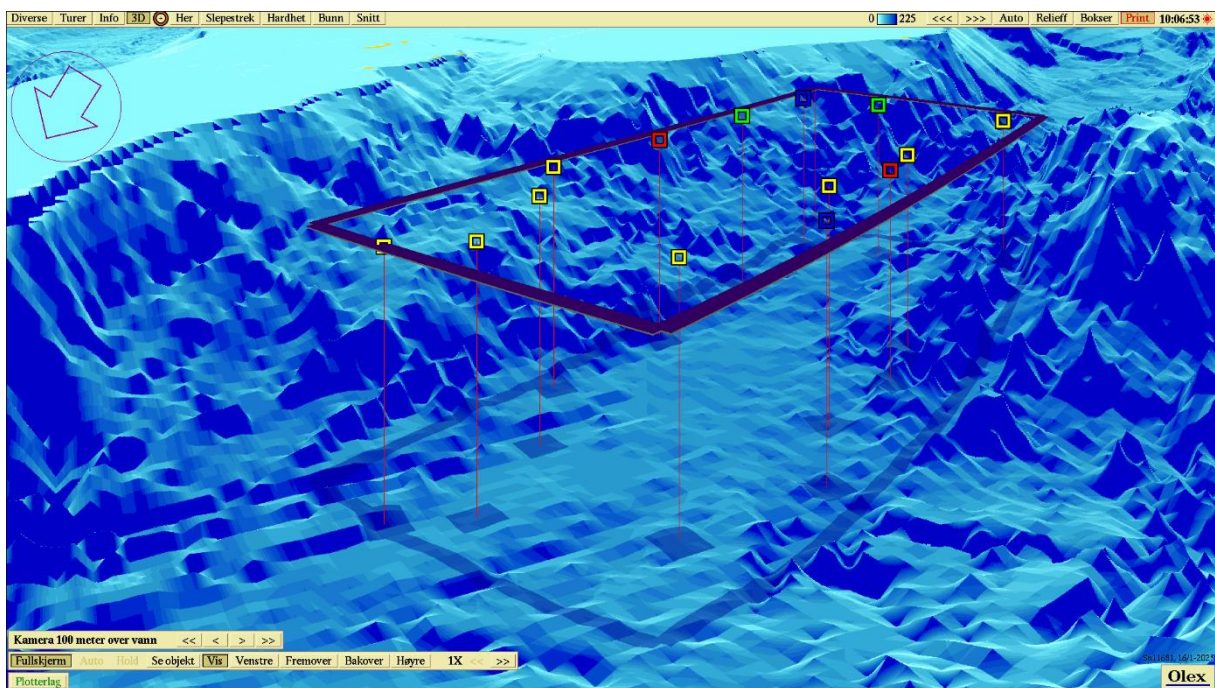 Diverse Turer Info 3D Her Slepestrek Hardhet Bunn Snitt 0 225 <<< >>> Auto Relieff Bokser Print 10:06:53
Kamera 100 meter over vann << < > >>
Fullskjerm Auto Hold Se objekt Vis Venstre Fremover Bakover Høyre 1X << >>
Plotterlag Olex